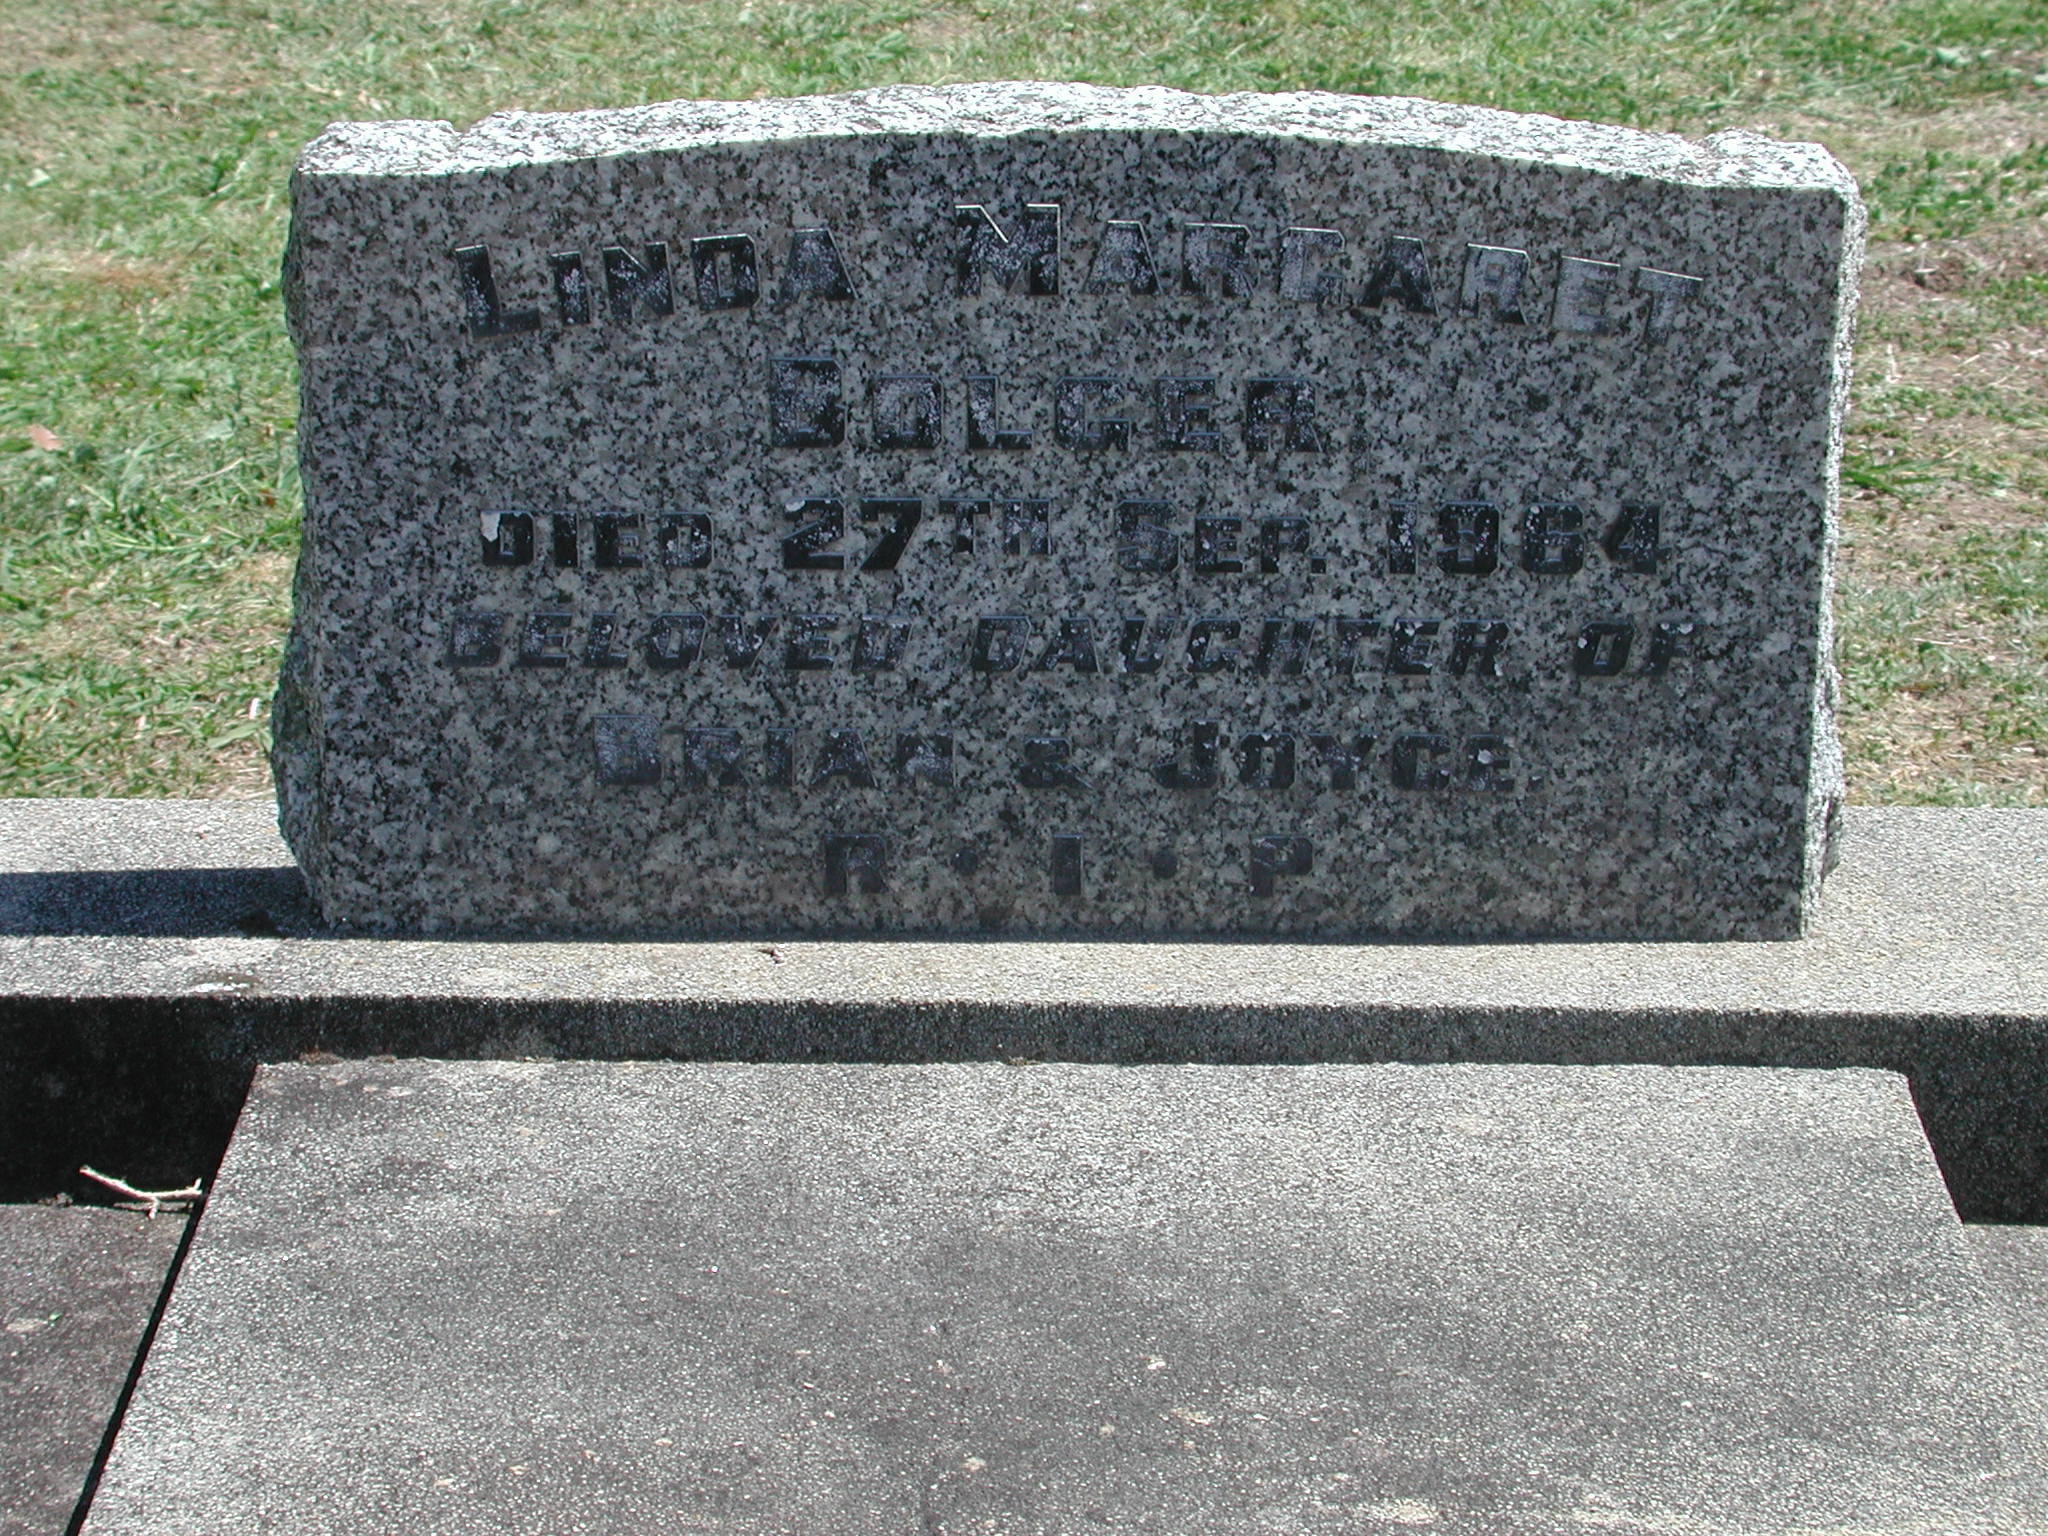 LINDA MARGARET
BOLGER,
DIED 27TH SEP. 1964
BELOVED DAUGHTER OF
BRIAN & JOYCE.
R·I·P